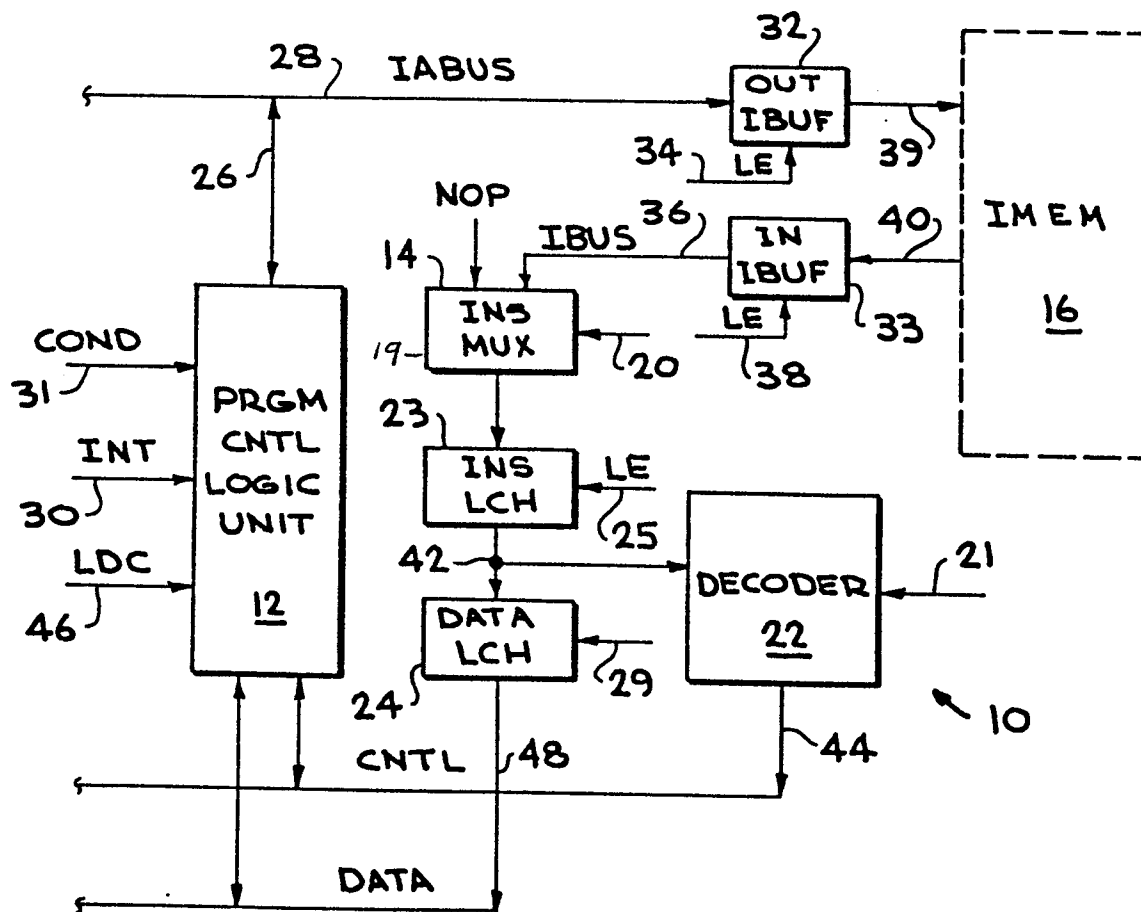 28 IABUS
32
OUT
IBUF
39
26
34 LE
NOP
IBUS
36
IN
IBUF
40
IMEM
16
14
INS
MUX
19
20
LE
38
33
COND
31
PRGM
CNTL
LOGIC
UNIT
12
23
INS
LCH
LE
25
INT
30
42
DECODER
22
21
LDC
46
DATA
LCH
24
29
10
CNTL
48
44
DATA